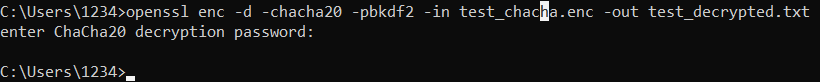 C:\Users\1234>openssl enc -d -chacha20 -pbkdf2 -in test_chacha.enc -out test_decrypted.txt
enter ChaCha20 decryption password:
C:\Users\1234>